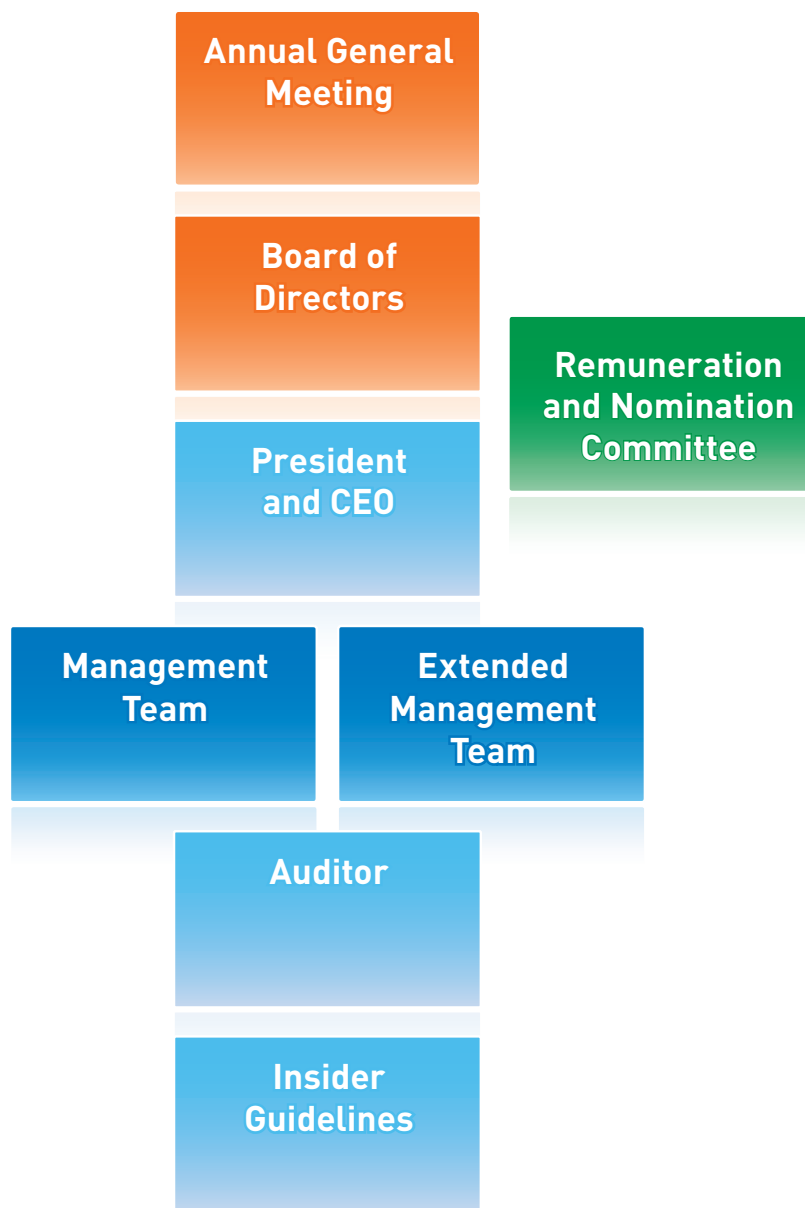 Annual General
Meeting
Board of
Directors
Remuneration
and Nomination
Committee
President
and CEO
Management
Team
Extended
Management
Team
Auditor
Insider
Guidelines